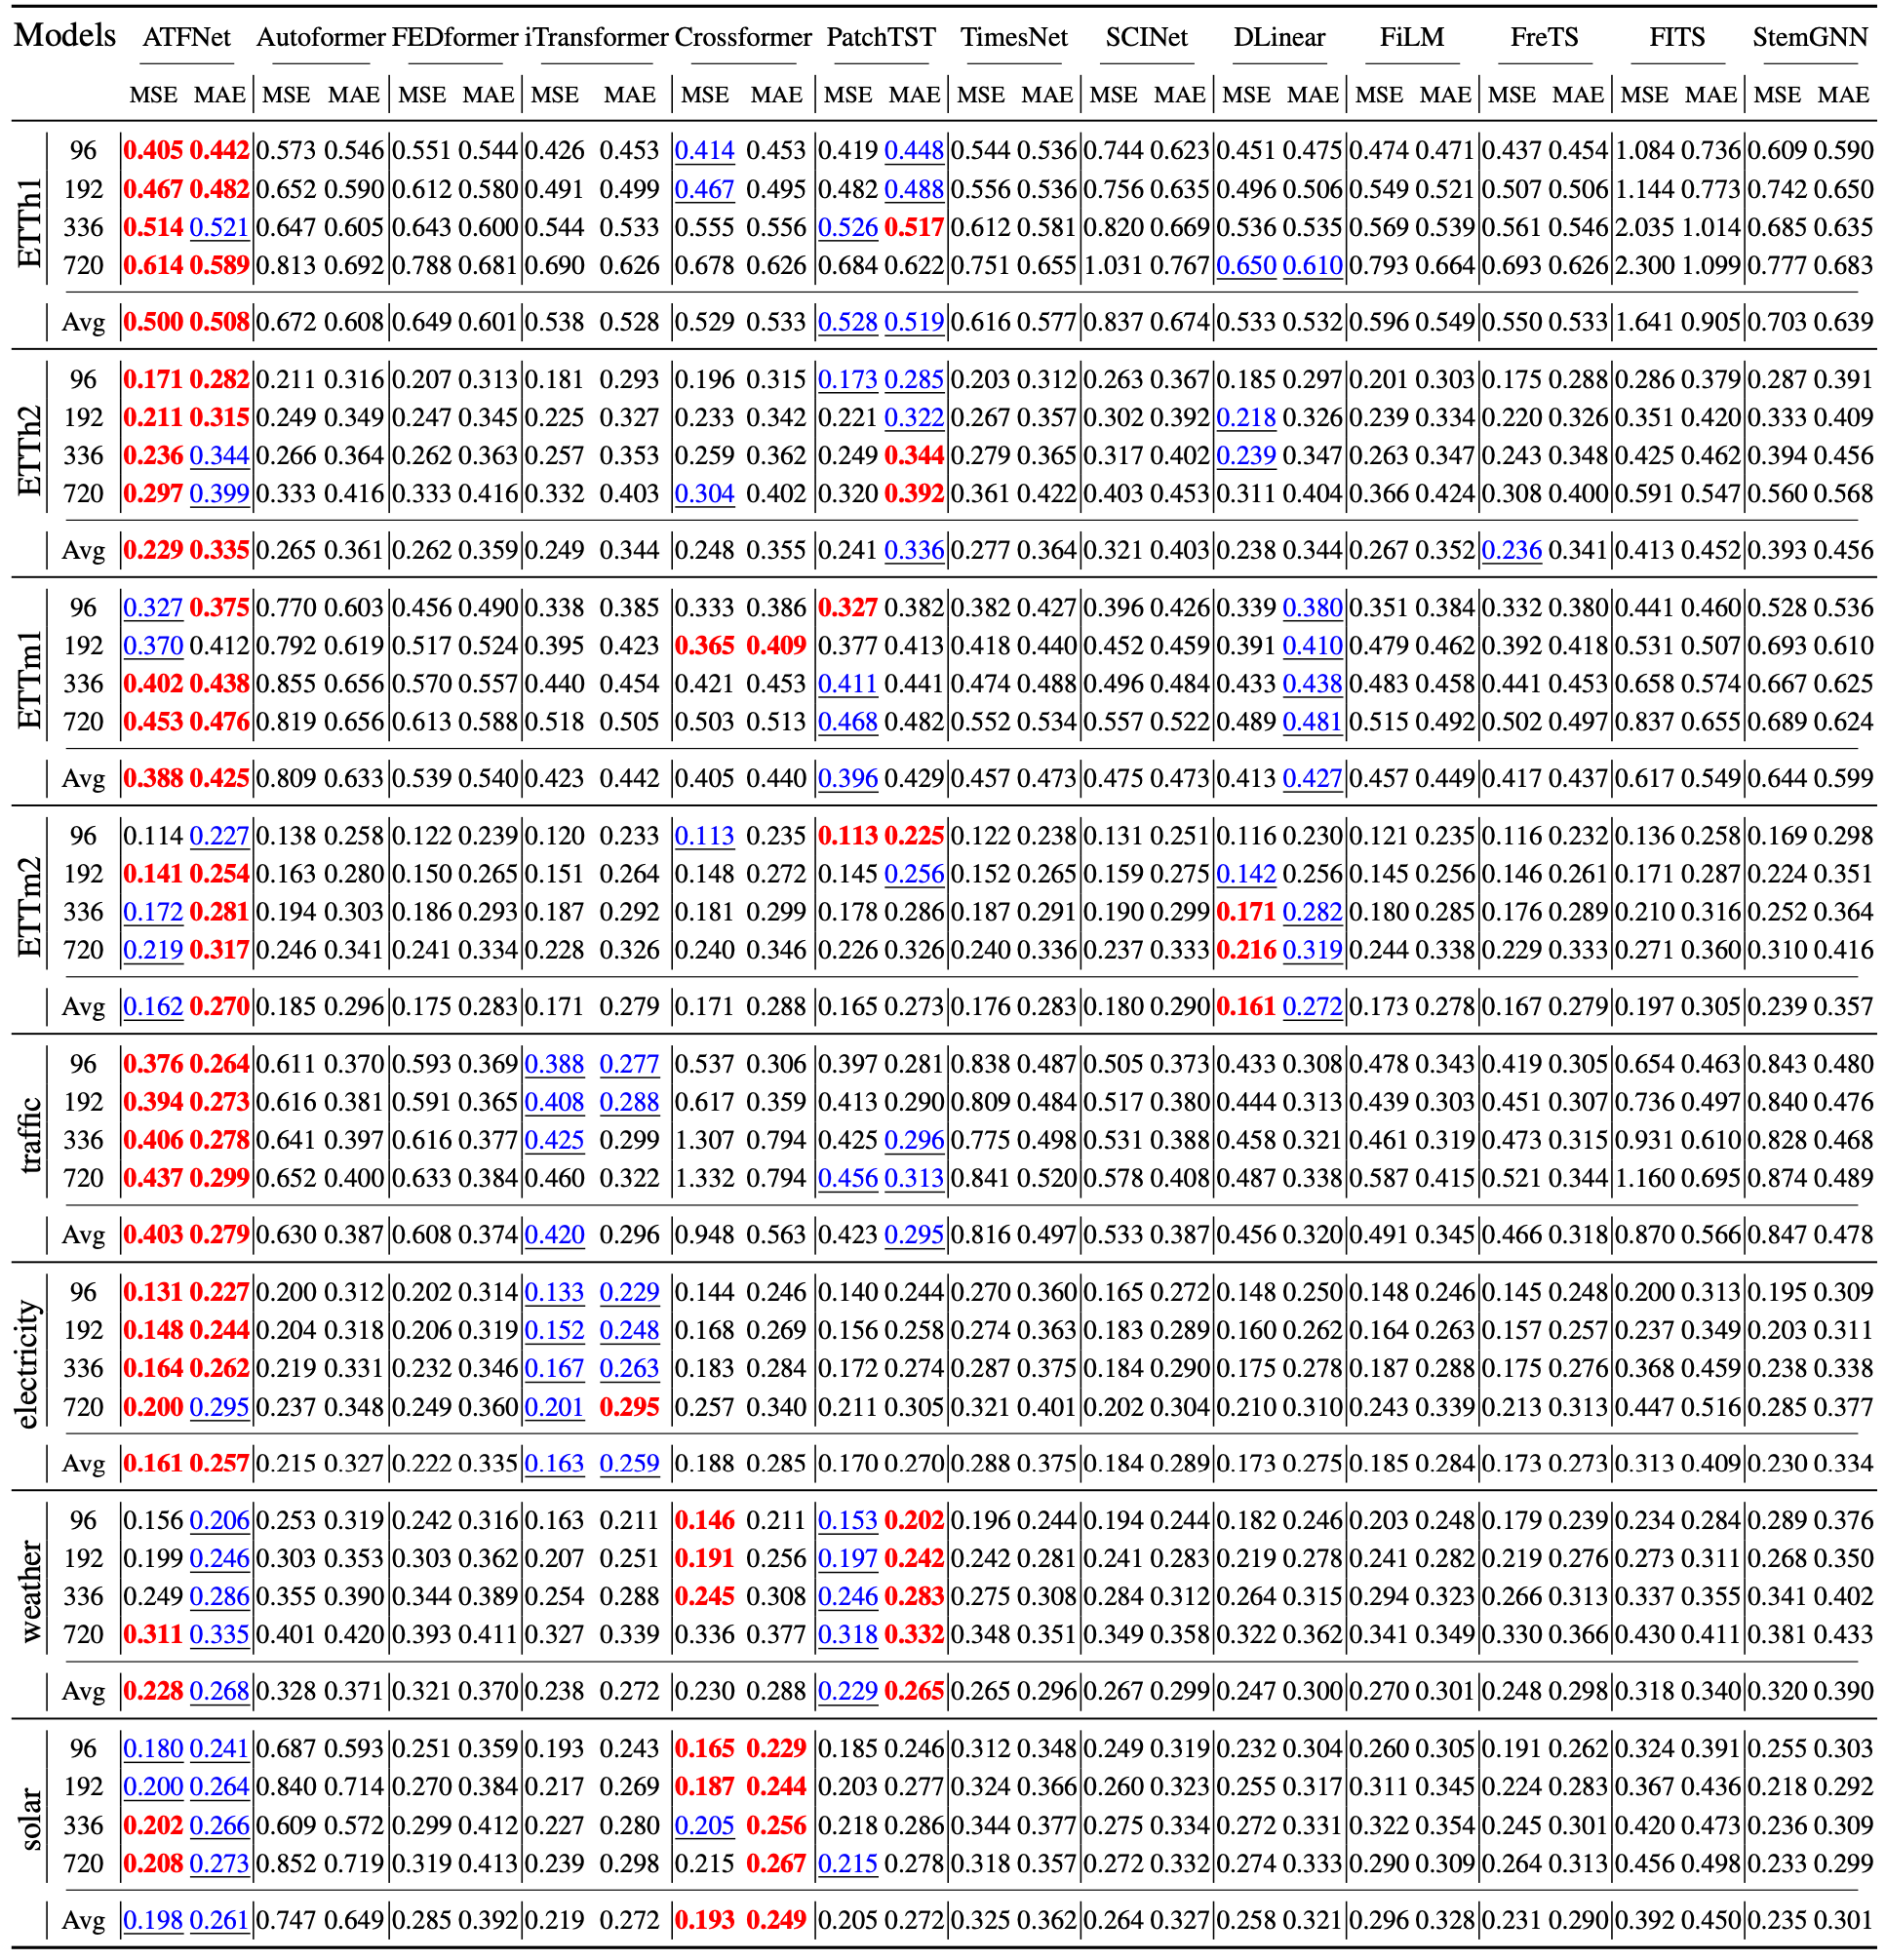 Models ATFNet Autoformer FEDformer iTransformer Crossformer PatchTST TimesNet SCINet DLinear FiLM FreTS FITS StemGNN
MSE MAE MSE MAE MSE MAE MSE MAE MSE MAE MSE MAE MSE MAE MSE MAE MSE MAE MSE MAE MSE MAE MSE MAE MSE MAE
ETTh1
96 0.405 0.442 0.573 0.546 0.551 0.544 0.426 0.453 0.414 0.453 0.419 0.448 0.544 0.536 0.744 0.623 0.451 0.475 0.474 0.471 0.437 0.454 1.084 0.736 0.609 0.590
192 0.467 0.482 0.652 0.590 0.612 0.580 0.491 0.499 0.467 0.495 0.482 0.488 0.556 0.536 0.756 0.635 0.496 0.506 0.549 0.521 0.507 0.506 1.144 0.773 0.742 0.650
336 0.514 0.521 0.647 0.605 0.643 0.600 0.544 0.533 0.555 0.556 0.526 0.517 0.612 0.581 0.820 0.669 0.536 0.535 0.569 0.539 0.561 0.546 2.035 1.014 0.685 0.635
720 0.614 0.589 0.813 0.692 0.788 0.681 0.690 0.626 0.678 0.626 0.684 0.622 0.751 0.655 1.031 0.767 0.650 0.610 0.793 0.664 0.693 0.626 2.300 1.099 0.777 0.683
Avg 0.500 0.508 0.672 0.608 0.649 0.601 0.538 0.528 0.529 0.533 0.528 0.519 0.616 0.577 0.837 0.674 0.533 0.532 0.596 0.549 0.550 0.533 1.641 0.905 0.703 0.639
ETTh2
96 0.171 0.282 0.211 0.316 0.207 0.313 0.181 0.293 0.196 0.315 0.173 0.285 0.203 0.312 0.263 0.367 0.185 0.297 0.201 0.303 0.175 0.288 0.286 0.379 0.287 0.391
192 0.211 0.315 0.249 0.349 0.247 0.345 0.225 0.327 0.233 0.342 0.221 0.322 0.267 0.357 0.302 0.392 0.218 0.326 0.239 0.334 0.220 0.326 0.351 0.420 0.333 0.409
336 0.236 0.344 0.266 0.364 0.262 0.363 0.257 0.353 0.259 0.362 0.249 0.344 0.279 0.365 0.317 0.402 0.239 0.347 0.263 0.347 0.243 0.348 0.425 0.462 0.394 0.456
720 0.297 0.399 0.333 0.416 0.333 0.416 0.332 0.403 0.304 0.402 0.320 0.392 0.361 0.422 0.403 0.453 0.311 0.404 0.366 0.424 0.308 0.400 0.591 0.547 0.560 0.568
Avg 0.229 0.335 0.265 0.361 0.262 0.359 0.249 0.344 0.248 0.355 0.241 0.336 0.277 0.364 0.321 0.403 0.238 0.344 0.267 0.352 0.236 0.341 0.413 0.452 0.393 0.456
ETTm1
96 0.327 0.375 0.770 0.603 0.456 0.490 0.338 0.385 0.333 0.386 0.327 0.382 0.382 0.427 0.396 0.426 0.339 0.380 0.351 0.384 0.332 0.380 0.441 0.460 0.528 0.536
192 0.370 0.412 0.792 0.619 0.517 0.524 0.395 0.423 0.365 0.409 0.377 0.413 0.418 0.440 0.452 0.459 0.391 0.410 0.479 0.462 0.392 0.418 0.531 0.507 0.693 0.610
336 0.402 0.438 0.855 0.656 0.570 0.557 0.440 0.454 0.421 0.453 0.411 0.441 0.474 0.488 0.496 0.484 0.433 0.438 0.483 0.458 0.441 0.453 0.658 0.574 0.667 0.625
720 0.453 0.476 0.819 0.656 0.613 0.588 0.518 0.505 0.503 0.513 0.468 0.482 0.552 0.534 0.557 0.522 0.489 0.481 0.515 0.492 0.502 0.497 0.837 0.655 0.689 0.624
Avg 0.388 0.425 0.809 0.633 0.539 0.540 0.423 0.442 0.405 0.440 0.396 0.429 0.457 0.473 0.475 0.473 0.413 0.427 0.457 0.449 0.417 0.437 0.617 0.549 0.644 0.599
ETTm2
96 0.114 0.227 0.138 0.258 0.122 0.239 0.120 0.233 0.113 0.235 0.113 0.225 0.122 0.238 0.131 0.251 0.116 0.230 0.121 0.235 0.116 0.232 0.136 0.258 0.169 0.298
192 0.141 0.254 0.163 0.280 0.150 0.265 0.151 0.264 0.148 0.272 0.145 0.256 0.152 0.265 0.159 0.275 0.142 0.256 0.145 0.256 0.146 0.261 0.171 0.287 0.224 0.351
336 0.172 0.281 0.194 0.303 0.186 0.293 0.187 0.292 0.181 0.299 0.178 0.286 0.187 0.291 0.190 0.299 0.171 0.282 0.180 0.285 0.176 0.289 0.210 0.316 0.252 0.364
720 0.219 0.317 0.246 0.341 0.241 0.334 0.228 0.326 0.240 0.346 0.226 0.326 0.240 0.336 0.237 0.333 0.216 0.319 0.244 0.338 0.229 0.333 0.271 0.360 0.310 0.416
Avg 0.162 0.270 0.185 0.296 0.175 0.283 0.171 0.279 0.171 0.288 0.165 0.273 0.176 0.283 0.180 0.290 0.161 0.272 0.173 0.278 0.167 0.279 0.197 0.305 0.239 0.357
traffic
96 0.376 0.264 0.611 0.370 0.593 0.369 0.388 0.277 0.537 0.306 0.397 0.281 0.838 0.487 0.505 0.373 0.433 0.308 0.478 0.343 0.419 0.305 0.654 0.463 0.843 0.480
192 0.394 0.273 0.616 0.381 0.591 0.365 0.408 0.288 0.617 0.359 0.413 0.290 0.809 0.484 0.517 0.380 0.444 0.313 0.439 0.303 0.451 0.307 0.736 0.497 0.840 0.476
336 0.406 0.278 0.641 0.397 0.616 0.377 0.425 0.299 1.307 0.794 0.425 0.296 0.775 0.498 0.531 0.388 0.458 0.321 0.461 0.319 0.473 0.315 0.931 0.610 0.828 0.468
720 0.437 0.299 0.652 0.400 0.633 0.384 0.460 0.322 1.332 0.794 0.456 0.313 0.841 0.520 0.578 0.408 0.487 0.338 0.587 0.415 0.521 0.344 1.160 0.695 0.874 0.489
Avg 0.403 0.279 0.630 0.387 0.608 0.374 0.420 0.296 0.948 0.563 0.423 0.295 0.816 0.497 0.533 0.387 0.456 0.320 0.491 0.345 0.466 0.318 0.870 0.566 0.847 0.478
electricity
96 0.131 0.227 0.200 0.312 0.202 0.314 0.133 0.229 0.144 0.246 0.140 0.244 0.270 0.360 0.165 0.272 0.148 0.250 0.148 0.246 0.145 0.248 0.200 0.313 0.195 0.309
192 0.148 0.244 0.204 0.318 0.206 0.319 0.152 0.248 0.168 0.269 0.156 0.258 0.274 0.363 0.183 0.289 0.160 0.262 0.164 0.263 0.157 0.257 0.237 0.349 0.203 0.311
336 0.164 0.262 0.219 0.331 0.232 0.346 0.167 0.263 0.183 0.284 0.172 0.274 0.287 0.375 0.184 0.290 0.175 0.278 0.187 0.288 0.175 0.276 0.368 0.459 0.238 0.338
720 0.200 0.295 0.237 0.348 0.249 0.360 0.201 0.295 0.257 0.340 0.211 0.305 0.321 0.401 0.202 0.304 0.210 0.310 0.243 0.339 0.213 0.313 0.447 0.516 0.285 0.377
Avg 0.161 0.257 0.215 0.327 0.222 0.335 0.163 0.259 0.188 0.285 0.170 0.270 0.288 0.375 0.184 0.289 0.173 0.275 0.185 0.284 0.173 0.273 0.313 0.409 0.230 0.334
weather
96 0.156 0.206 0.253 0.319 0.242 0.316 0.163 0.211 0.146 0.211 0.153 0.202 0.196 0.244 0.194 0.244 0.182 0.246 0.203 0.248 0.179 0.239 0.234 0.284 0.289 0.376
192 0.199 0.246 0.303 0.353 0.303 0.362 0.207 0.251 0.191 0.256 0.197 0.242 0.242 0.281 0.241 0.283 0.219 0.278 0.241 0.282 0.219 0.276 0.273 0.311 0.268 0.350
336 0.249 0.286 0.355 0.390 0.344 0.389 0.254 0.288 0.245 0.308 0.246 0.283 0.275 0.308 0.284 0.312 0.264 0.315 0.294 0.323 0.266 0.313 0.337 0.355 0.341 0.402
720 0.311 0.335 0.401 0.420 0.393 0.411 0.327 0.339 0.336 0.377 0.318 0.332 0.348 0.351 0.349 0.358 0.322 0.362 0.341 0.349 0.330 0.366 0.430 0.411 0.381 0.433
Avg 0.228 0.268 0.328 0.371 0.321 0.370 0.238 0.272 0.230 0.288 0.229 0.265 0.265 0.296 0.267 0.299 0.247 0.300 0.270 0.301 0.248 0.298 0.318 0.340 0.320 0.390
solar
96 0.180 0.241 0.687 0.593 0.251 0.359 0.193 0.243 0.165 0.229 0.185 0.246 0.312 0.348 0.249 0.319 0.232 0.304 0.260 0.305 0.191 0.262 0.324 0.391 0.255 0.303
192 0.200 0.264 0.840 0.714 0.270 0.384 0.217 0.269 0.187 0.244 0.203 0.277 0.324 0.366 0.260 0.323 0.255 0.317 0.311 0.345 0.224 0.283 0.367 0.436 0.218 0.292
336 0.202 0.266 0.609 0.572 0.299 0.412 0.227 0.280 0.205 0.256 0.218 0.286 0.344 0.377 0.275 0.334 0.272 0.331 0.322 0.354 0.245 0.301 0.420 0.473 0.236 0.309
720 0.208 0.273 0.852 0.719 0.319 0.413 0.239 0.298 0.215 0.267 0.215 0.278 0.318 0.357 0.272 0.332 0.274 0.333 0.290 0.309 0.264 0.313 0.456 0.498 0.233 0.299
Avg 0.198 0.261 0.747 0.649 0.285 0.392 0.219 0.272 0.193 0.249 0.205 0.272 0.325 0.362 0.264 0.327 0.258 0.321 0.296 0.328 0.231 0.290 0.392 0.450 0.235 0.301